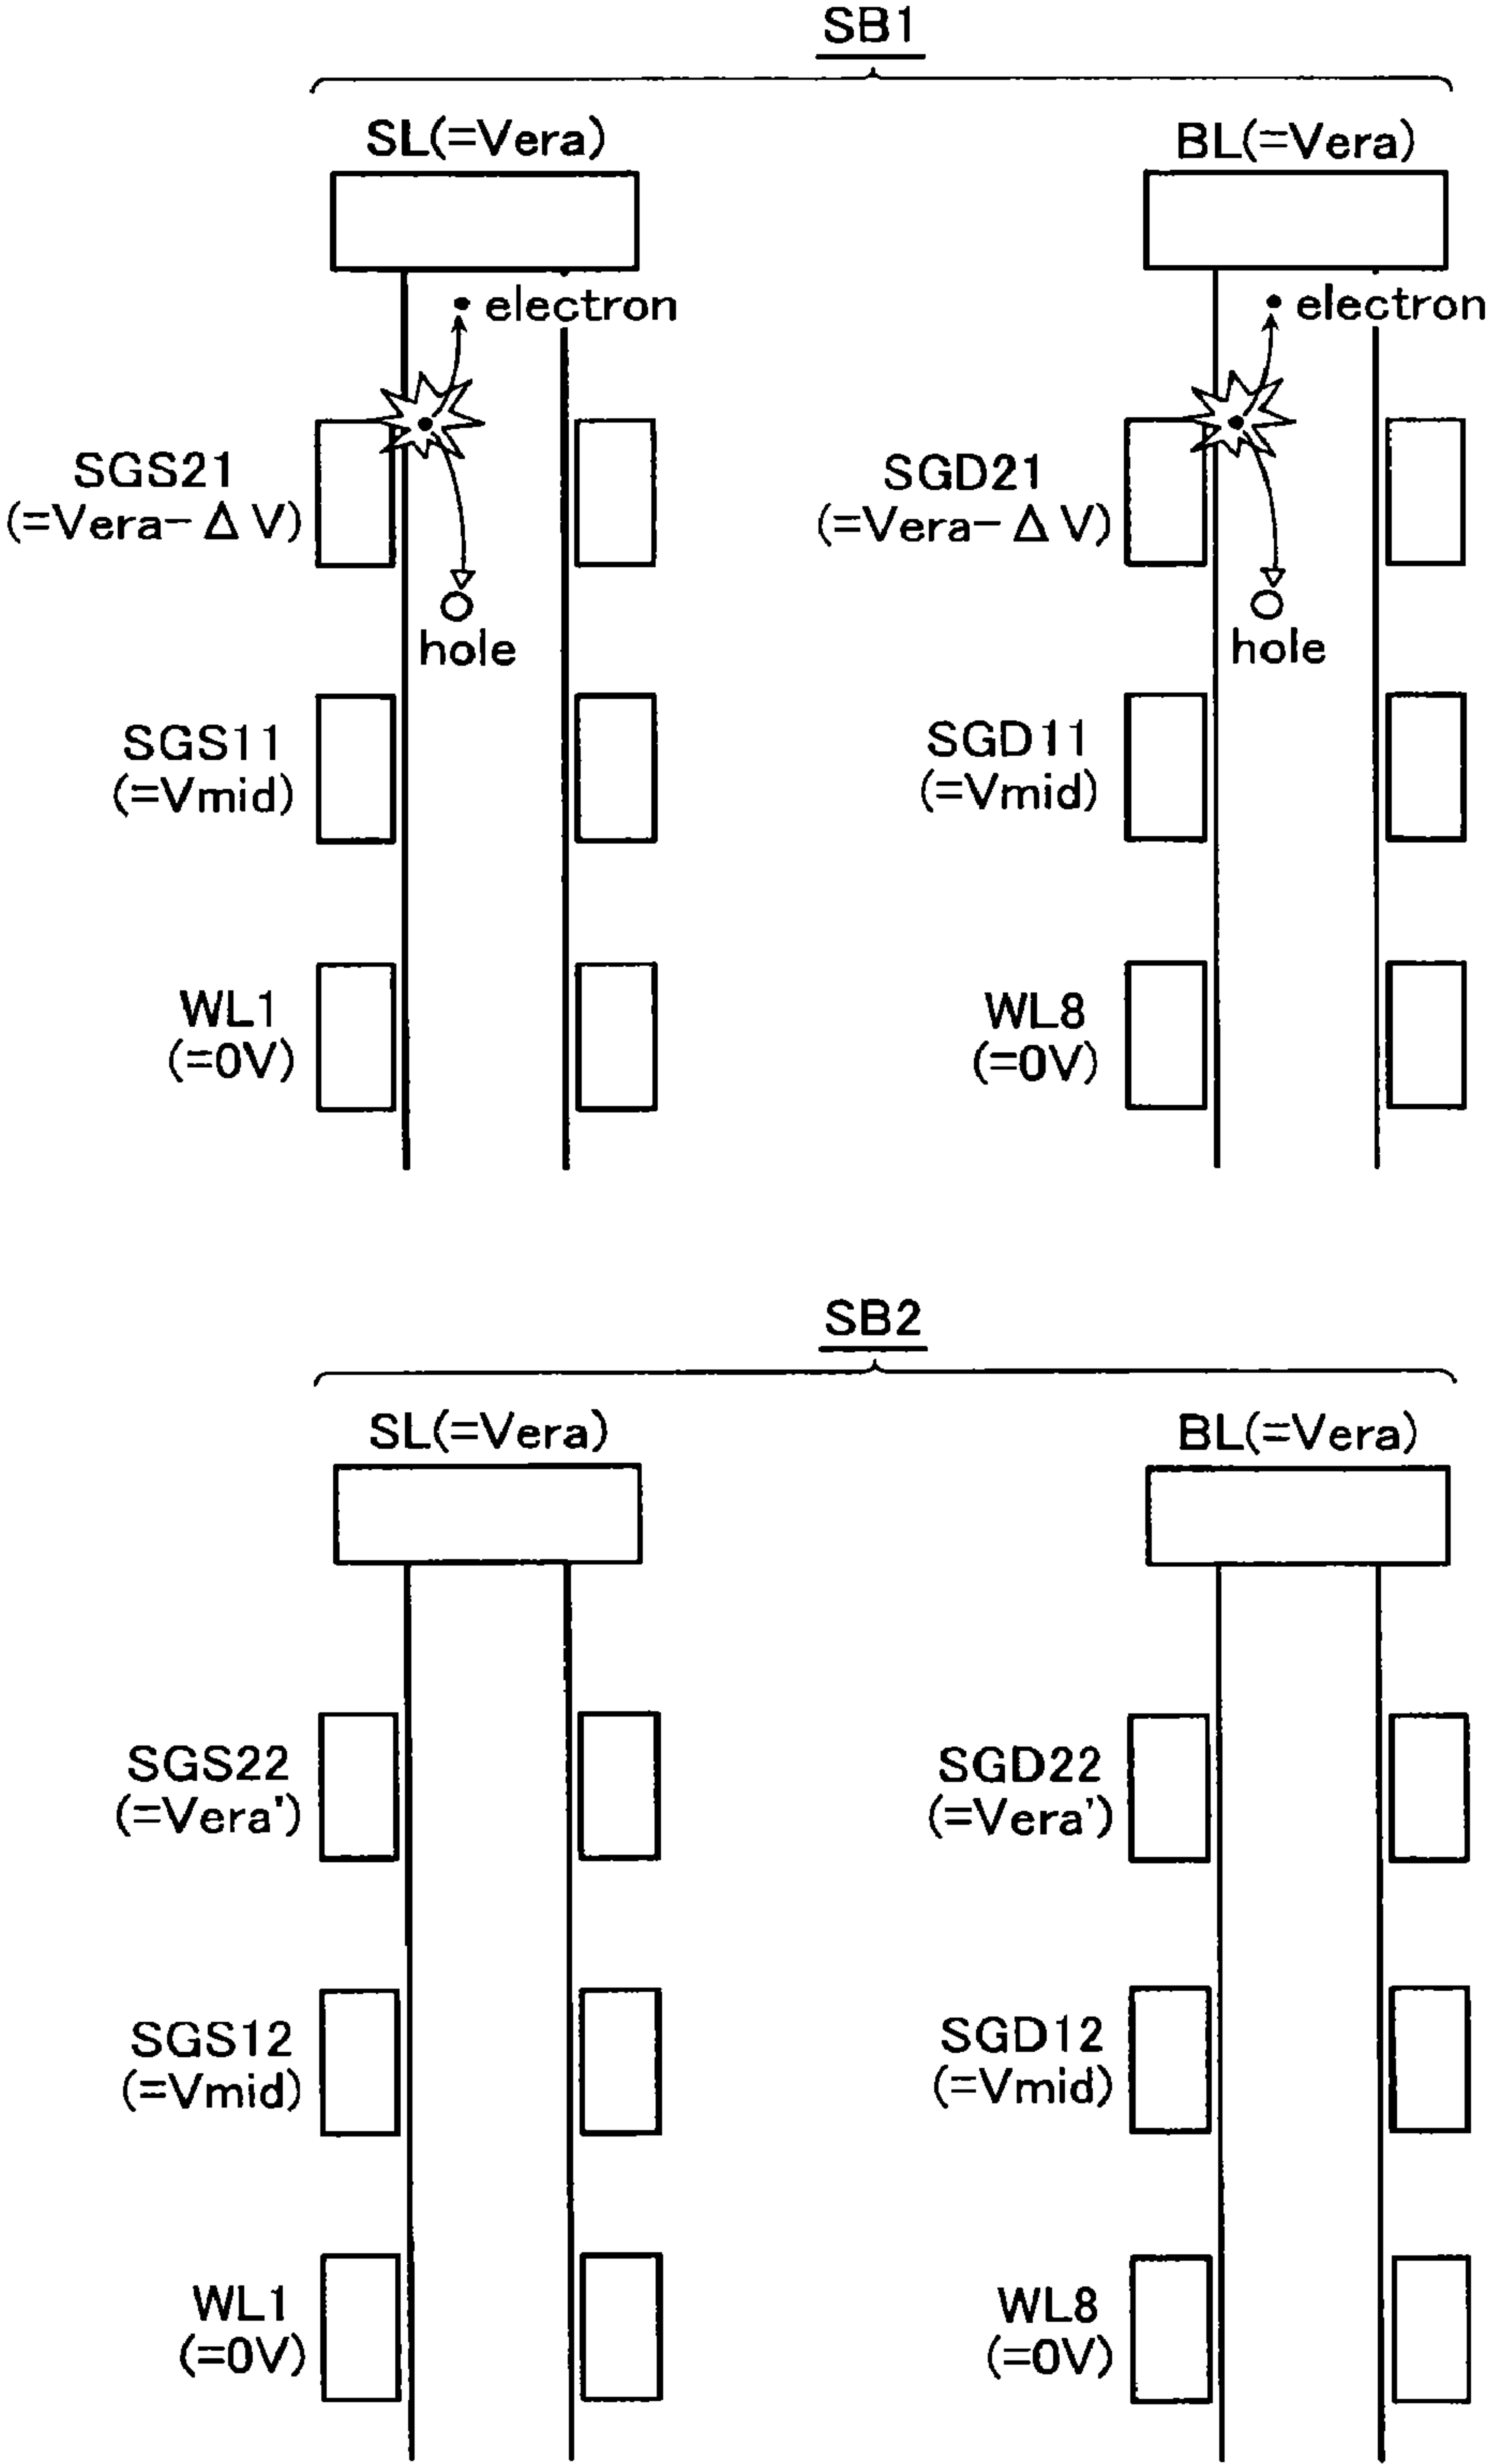 SB1
SL(=Vera)
BL(=Vera)
electron
electron
SGS21
(=Vera-ΔV)
SGD21
(=Vera-ΔV)
hole
hole
SGS11
(=Vmid)
SGD11
(=Vmid)
WL1
(=0V)
WL8
(=0V)
SB2
SL(=Vera)
BL(=Vera)
SGS22
(=Vera')
SGD22
(=Vera')
SGS12
(=Vmid)
SGD12
(=Vmid)
WL1
(=0V)
WL8
(=0V)